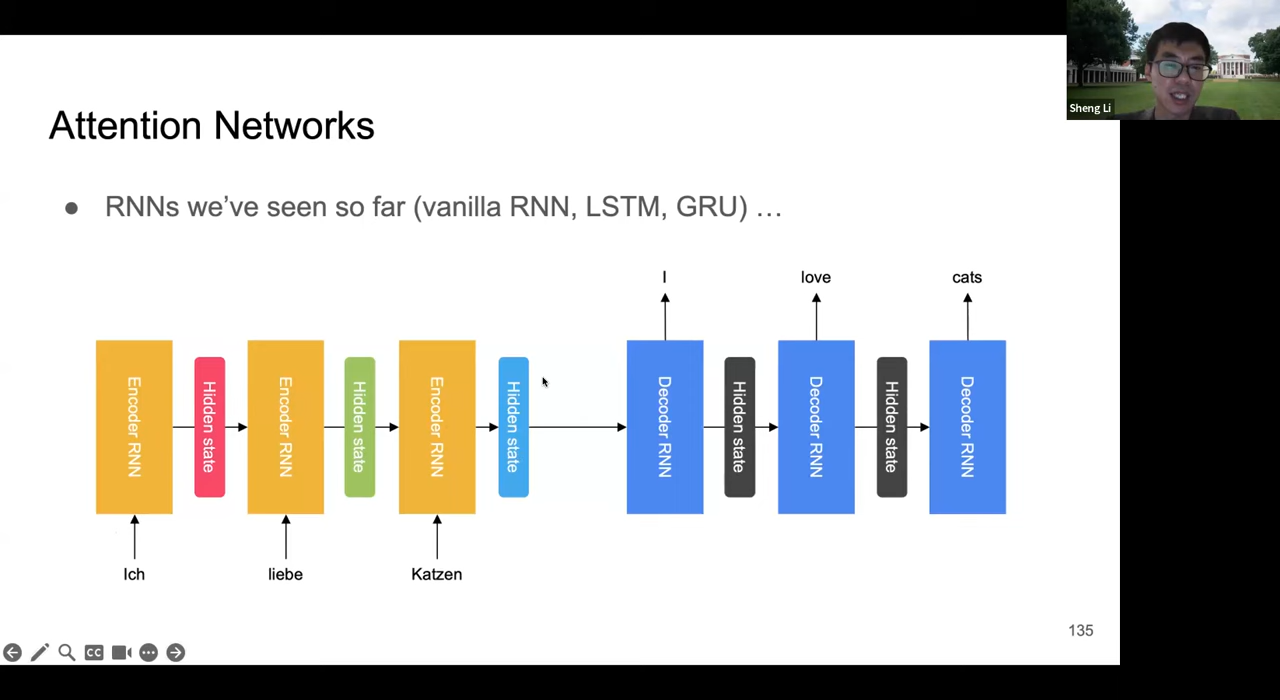 Sheng Li
Attention Networks
● RNNs we've seen so far (vanilla RNN, LSTM, GRU) …
I
love
cats
Encoder RNN
Hidden state
Encoder RNN
Hidden state
Encoder RNN
Hidden state
Decoder RNN
Hidden state
Decoder RNN
Hidden state
Decoder RNN
Ich
liebe
Katzen
135
CC